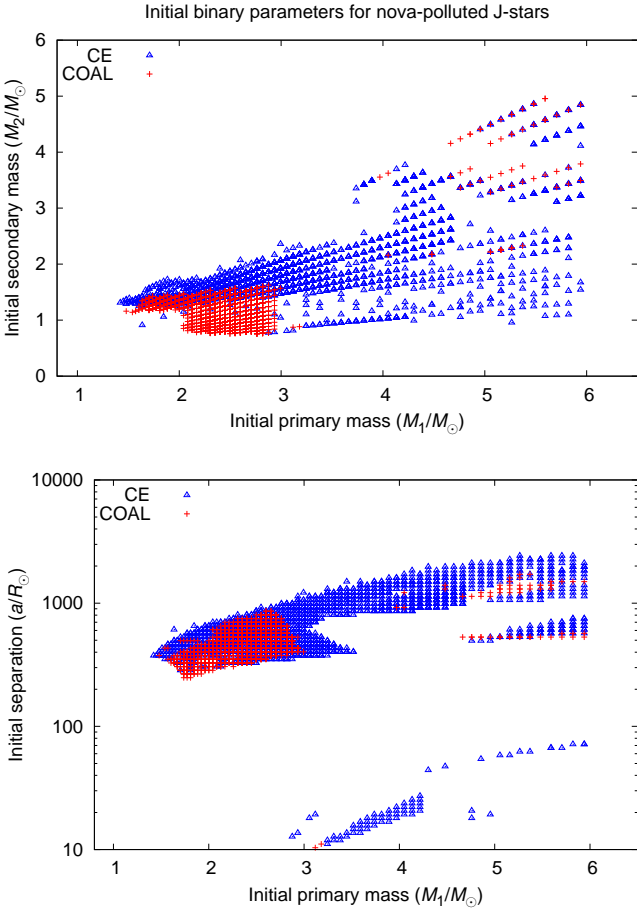 Initial binary parameters for nova-polluted J-stars
6
5
4
3
2
1
0
CE
COAL
Initial secondary mass (M2/M⊙)
1 2 3 4 5 6
Initial primary mass (M1/M⊙)
10000
1000
100
10
CE
COAL
Initial separation (a/R⊙)
1 2 3 4 5 6
Initial primary mass (M1/M⊙)